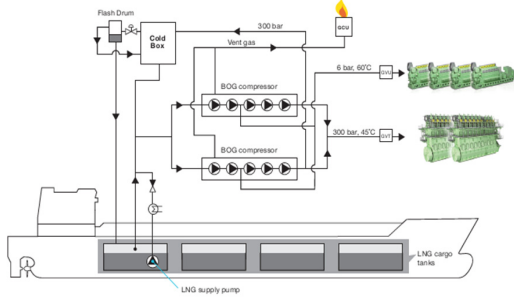 Flash Drum
Cold
Box
300 bar
Vent gas
GCU
BOG compressor
6 bar, 60˚C
GVU
300 bar, 45˚C
GVT
BOG compressor
LNG cargo
tanks
LNG supply pump